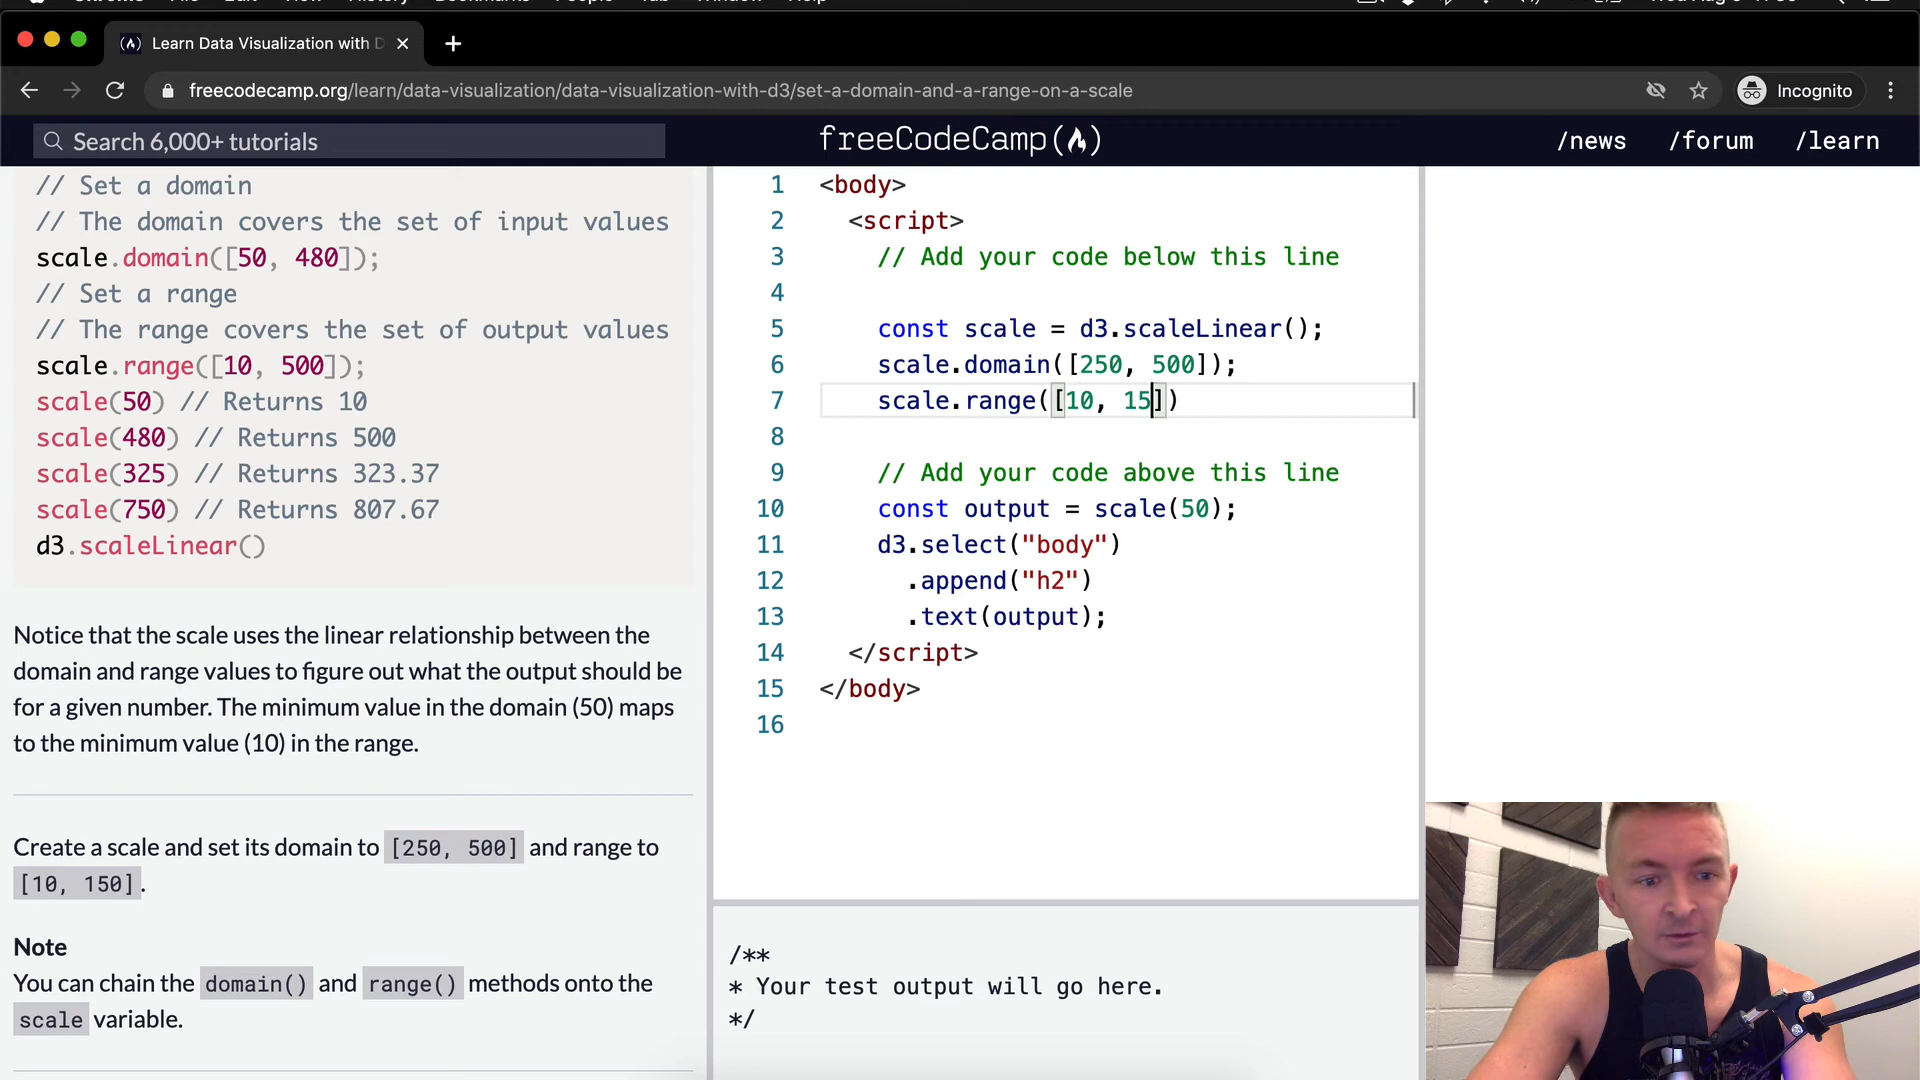 Learn Data Visualization with D
freecodecamp.org/learn/data-visualization/data-visualization-with-d3/set-a-domain-and-a-range-on-a-scale
Incognito
Search 6,000+ tutorials
freeCodeCamp
/news
/forum
/learn
// Set a domain
// The domain covers the set of input values
scale.domain([50, 480]);
// Set a range
// The range covers the set of output values
scale.range([10, 500]);
scale(50) // Returns 10
scale(480) // Returns 500
scale(325) // Returns 323.37
scale(750) // Returns 807.67
d3.scaleLinear()
Notice that the scale uses the linear relationship between the
domain and range values to figure out what the output should be
for a given number. The minimum value in the domain (50) maps
to the minimum value (10) in the range.
Create a scale and set its domain to [250, 500] and range to
[10, 150].
Note
You can chain the domain() and range() methods onto the
scale variable.
1 <body>
2 <script>
3 // Add your code below this line
4
5 const scale = d3.scaleLinear();
6 scale.domain([250, 500]);
7 scale.range([10, 15])
8
9 // Add your code above this line
10 const output = scale(50);
11 d3.select("body")
12 .append("h2")
13 .text(output);
14 </script>
15 </body>
16
/**
* Your test output will go here.
*/